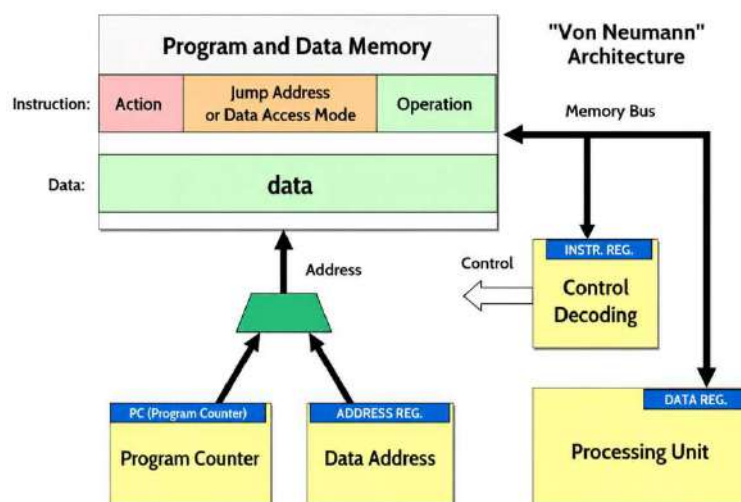 Program and Data Memory
"Von Neumann"
Architecture
Instruction:
Action
Jump Address
or Data Access Mode
Operation
Memory Bus
Data:
data
Address
Control
INSTR. REG.
Control
Decoding
PC (Program Counter)
Program Counter
ADDRESS REG.
Data Address
DATA REG.
Processing Unit